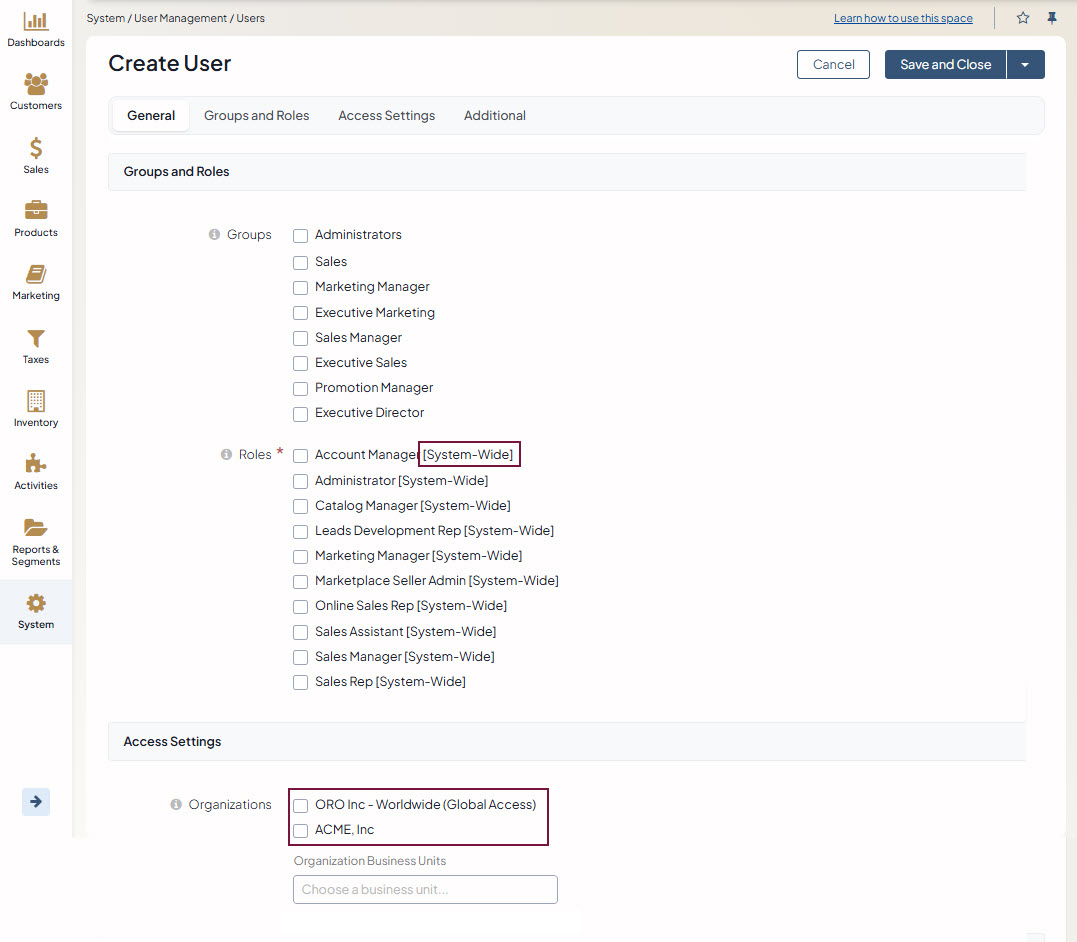 System / User Management / Users
Learn how to use this space
Dashboards
Customers
Sales
Products
Marketing
Taxes
Inventory
Activities
Reports &
Segments
System
Create User
Cancel
Save and Close
General
Groups and Roles
Access Settings
Additional
Groups and Roles
Groups
Administrators
Sales
Marketing Manager
Executive Marketing
Sales Manager
Executive Sales
Promotion Manager
Executive Director
Roles *
Account Manager [System-Wide]
Administrator [System-Wide]
Catalog Manager [System-Wide]
Leads Development Rep [System-Wide]
Marketing Manager [System-Wide]
Marketplace Seller Admin [System-Wide]
Online Sales Rep [System-Wide]
Sales Assistant [System-Wide]
Sales Manager [System-Wide]
Sales Rep [System-Wide]
Access Settings
Organizations
ORO Inc - Worldwide (Global Access)
ACME, Inc
Organization Business Units
Choose a business unit...